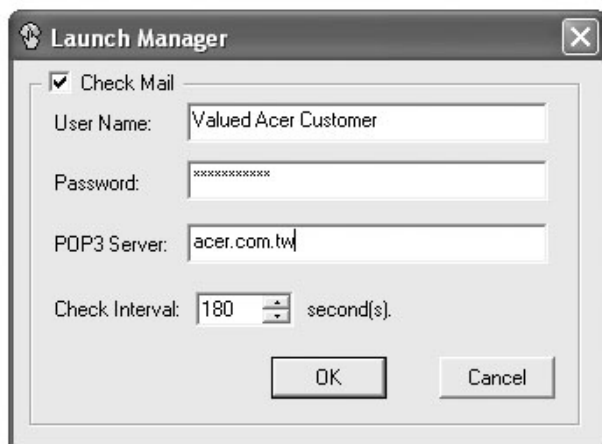 Launch Manager
Check Mail
User Name: Valued Acer Customer
Password: xxxxxxxxxxx
POP3 Server: acer.com.tw
Check Interval: 180 second(s).
OK Cancel